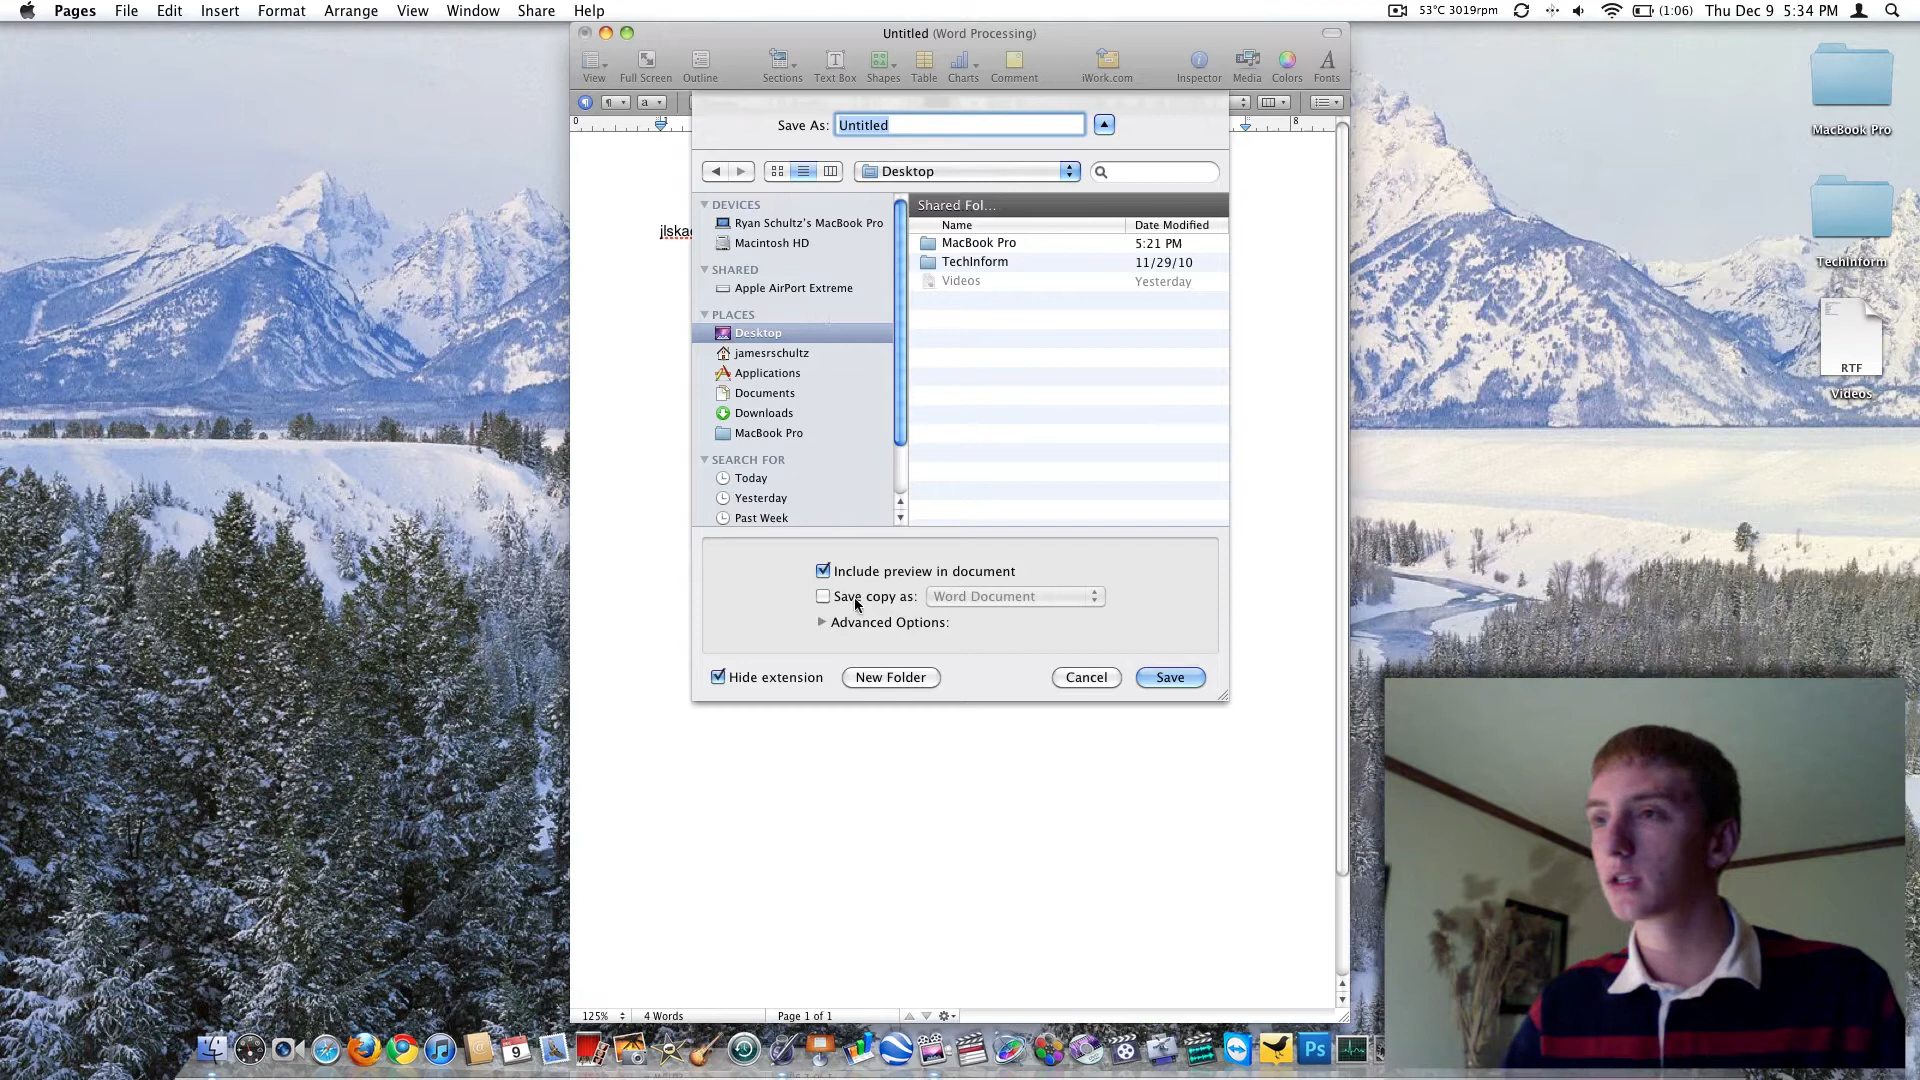 Pages File Edit Insert Format Arrange View Window Share Help
53°C 3019rpm (1:06) Thu Dec 9 5:34 PM
Untitled (Word Processing)
View Full Screen Outline Sections Text Box Shapes Table Charts Comment iWork.com Inspector Media Colors Fonts
a
0 8
Save As: Untitled
Desktop
DEVICES
Ryan Schultz's MacBook Pro
Macintosh HD
SHARED
Apple AirPort Extreme
PLACES
Desktop
jamesrschultz
Applications
Documents
Downloads
MacBook Pro
SEARCH FOR
Today
Yesterday
Past Week
Shared Fol...
Name Date Modified
MacBook Pro 5:21 PM
TechInform 11/29/10
Videos Yesterday
Include preview in document
Save copy as: Word Document
Advanced Options:
Hide extension New Folder Cancel Save
125% 4 Words Page 1 of 1
MacBook Pro
TechInform
RTF
Videos
9
Ps